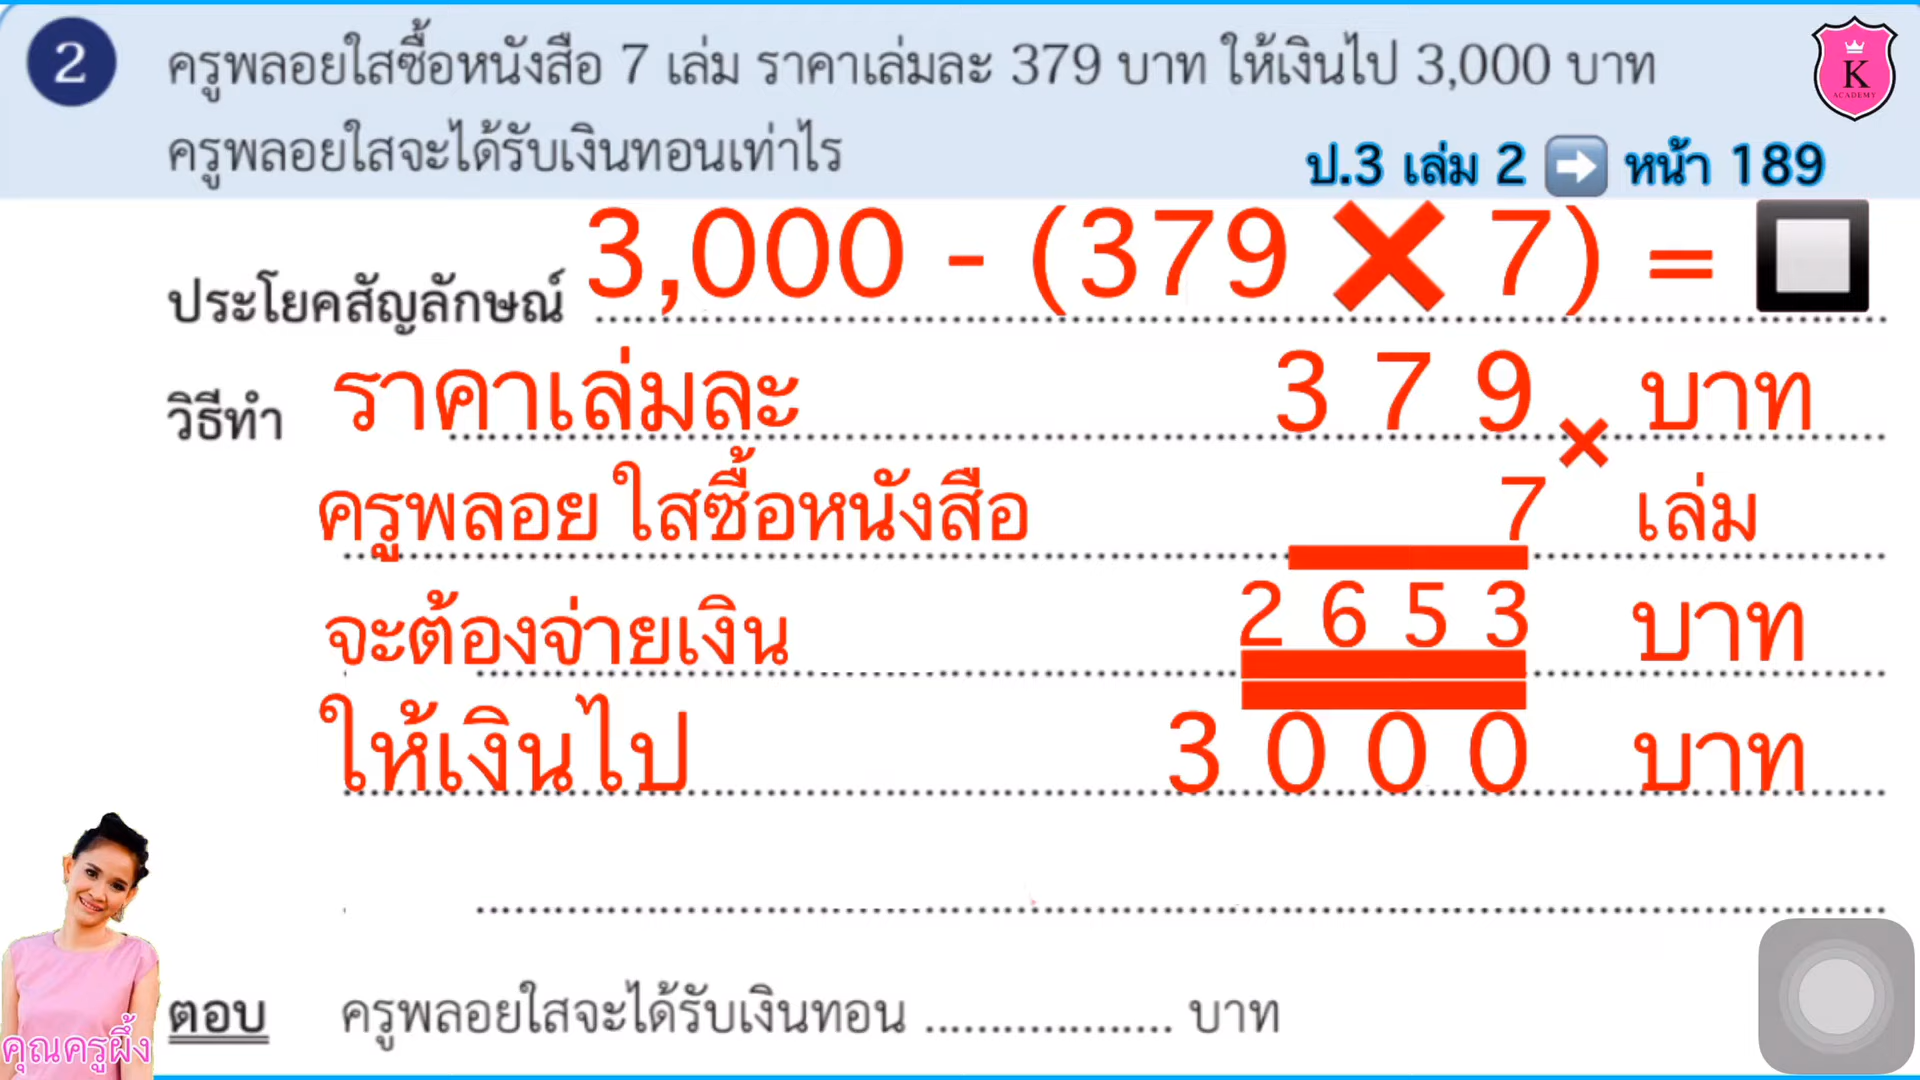 2 ครูพลอยใสซื้อหนังสือ 7 เล่ม ราคาเล่มละ 379 บาท ให้เงินไป 3,000 บาท
ครูพลอยใสจะได้รับเงินทอนเท่าไร
K
ACADEMY
ป.3 เล่ม 2 ➡ หน้า 189
ประโยคสัญลักษณ์ 3,000 - (379 × 7) = □
วิธีทำ ราคาเล่มละ 3 7 9 บาท
×
ครูพลอยใสซื้อหนังสือ 7 เล่ม
จะต้องจ่ายเงิน 2 6 5 3 บาท
ให้เงินไป 3 0 0 0 บาท
ตอบ ครูพลอยใสจะได้รับเงินทอน .................... บาท
คุณครูผึ้ง